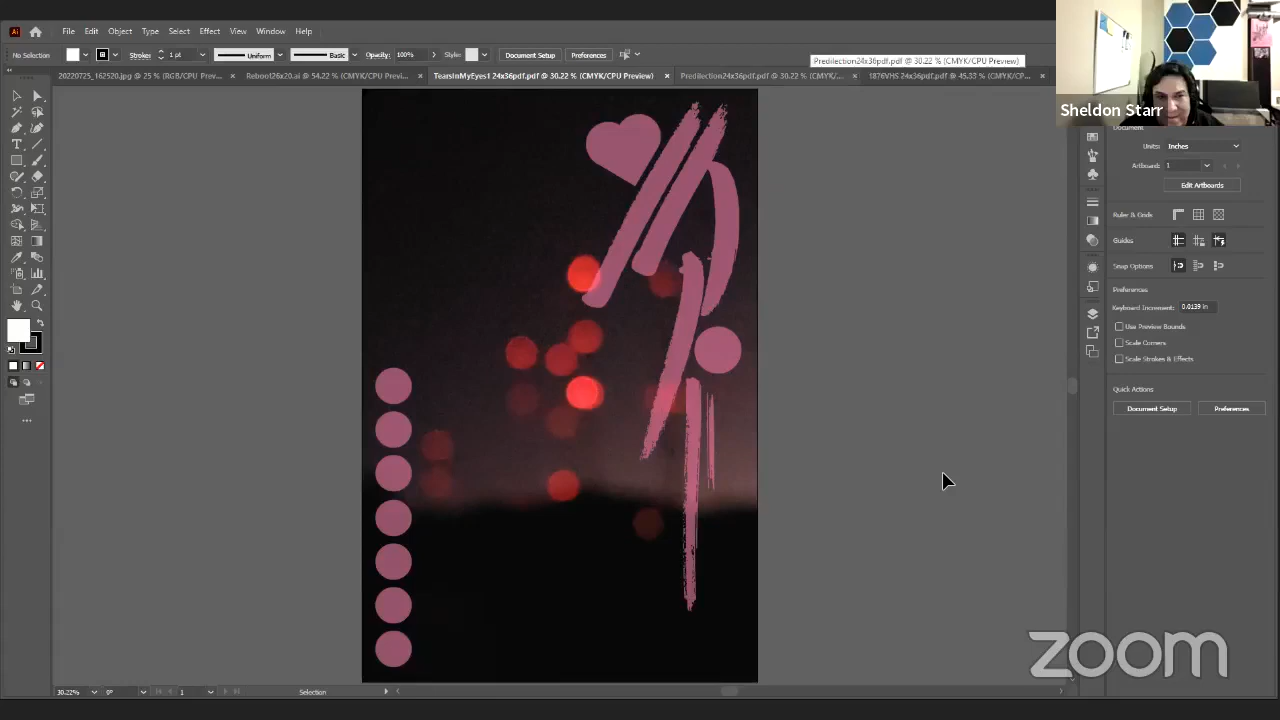 Ai File Edit Object Type Select Effect View Window Help
No Selection Stroke: 1 pt Uniform Basic Opacity: 100% Style: Document Setup Preferences
Predilection24x36pdf.pdf @ 30.22 % (CMYK/CPU Preview)
20220725_162520.jpg @ 25 % (RGB/CPU Prev... × Reboot26x20.ai @ 54.22 % (CMYK/CPU Previ... × TearsInMyEyes1 24x36pdf.pdf @ 30.22 % (CMYK/CPU Preview) × Predilection24x36pdf.pdf @ 30.22 % (CMYK/... × 1876VHS 24x36pdf.pdf @ 45.33 % (CMYK/CP... ×
Sheldon Starr
Document
Units: Inches
Artboard: 1
Edit Artboards
Ruler & Grids
Guides
Snap Options
Preferences
Keyboard Increment: 0.0139 in
Use Preview Bounds
Scale Corners
Scale Strokes & Effects
Quick Actions
Document Setup Preferences
zoom
30.22% 0° 1 Selection